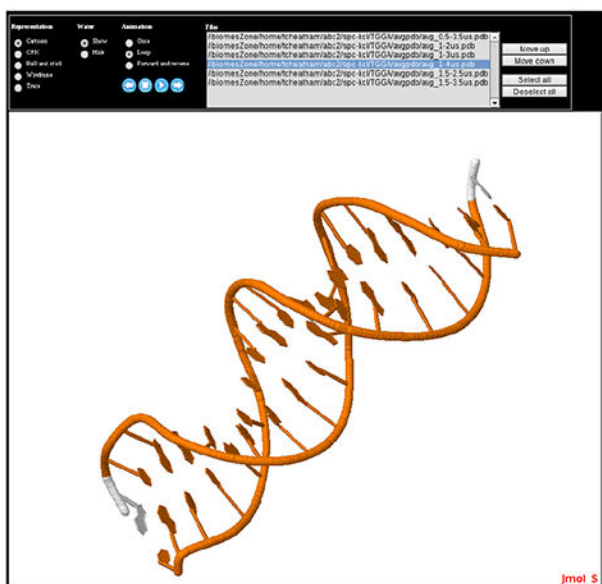 Representation
Cartoon
CPK
Ball and stick
Wireframe
Trace
Water
Show
Hide
Animation
Once
Loop
Forward and reverse
Files
/biomesZone/home/tcheatham/abc2/spc-kcl/TGGA/avgpdb/avg_0.5-3.5us.pdb
/biomesZone/home/tcheatham/abc2/spc-kcl/TGGA/avgpdb/avg_1-2us.pdb
/biomesZone/home/tcheatham/abc2/spc-kcl/TGGA/avgpdb/avg_1-3us.pdb
/biomesZone/home/tcheatham/abc2/spc-kcl/TGGA/avgpdb/avg_1-4us.pdb
/biomesZone/home/tcheatham/abc2/spc-kcl/TGGA/avgpdb/avg_1.5-2.5us.pdb
/biomesZone/home/tcheatham/abc2/spc-kcl/TGGA/avgpdb/avg_1.5-3.5us.pdb
Move up
Move down
Select all
Deselect all
Jmol_S